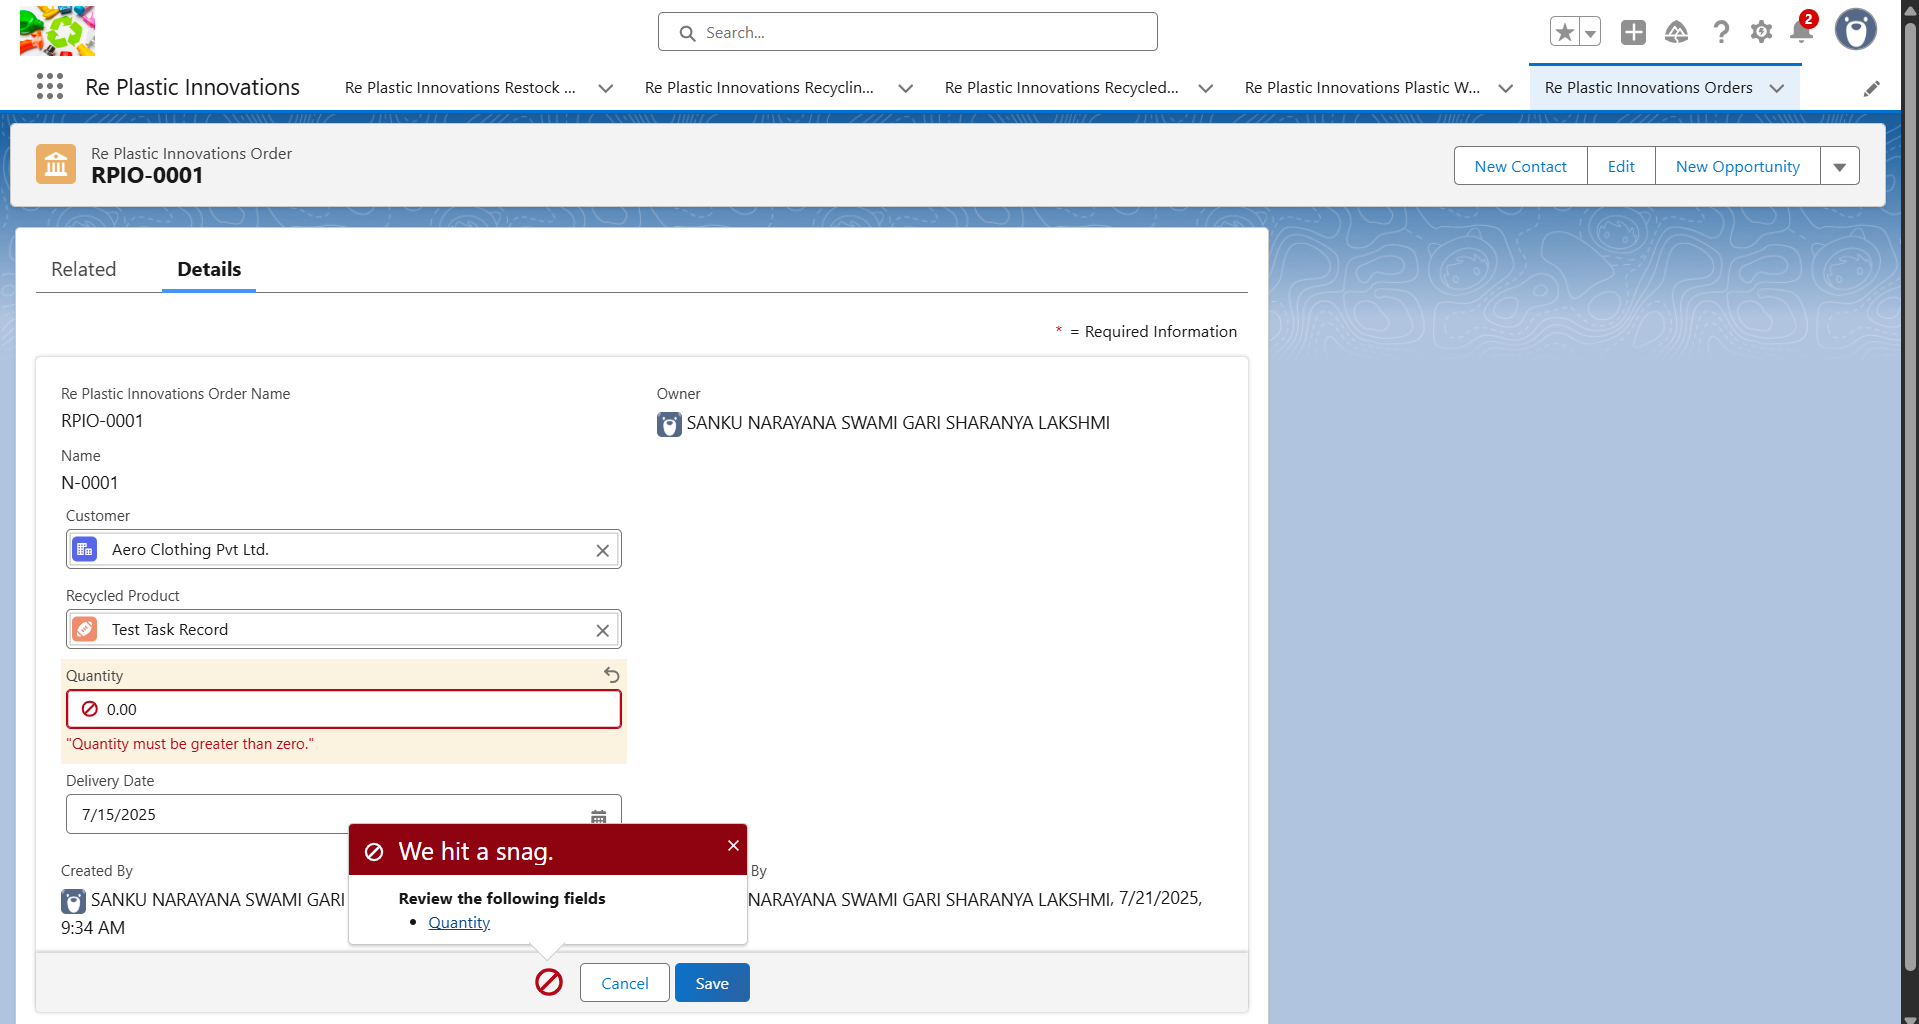 Search...
2
Re Plastic Innovations
Re Plastic Innovations Restock ...
Re Plastic Innovations Recyclin...
Re Plastic Innovations Recycled...
Re Plastic Innovations Plastic W...
Re Plastic Innovations Orders
Re Plastic Innovations Order
RPIO-0001
New Contact
Edit
New Opportunity
Related
Details
* = Required Information
Re Plastic Innovations Order Name
RPIO-0001
Owner
SANKU NARAYANA SWAMI GARI SHARANYA LAKSHMI
Name
N-0001
Customer
Aero Clothing Pvt Ltd.
Recycled Product
Test Task Record
Quantity
0.00
"Quantity must be greater than zero."
Delivery Date
7/15/2025
We hit a snag.
Review the following fields
• Quantity
Created By
SANKU NARAYANA SWAMI GARI
9:34 AM
By
NARAYANA SWAMI GARI SHARANYA LAKSHMI, 7/21/2025,
Cancel
Save